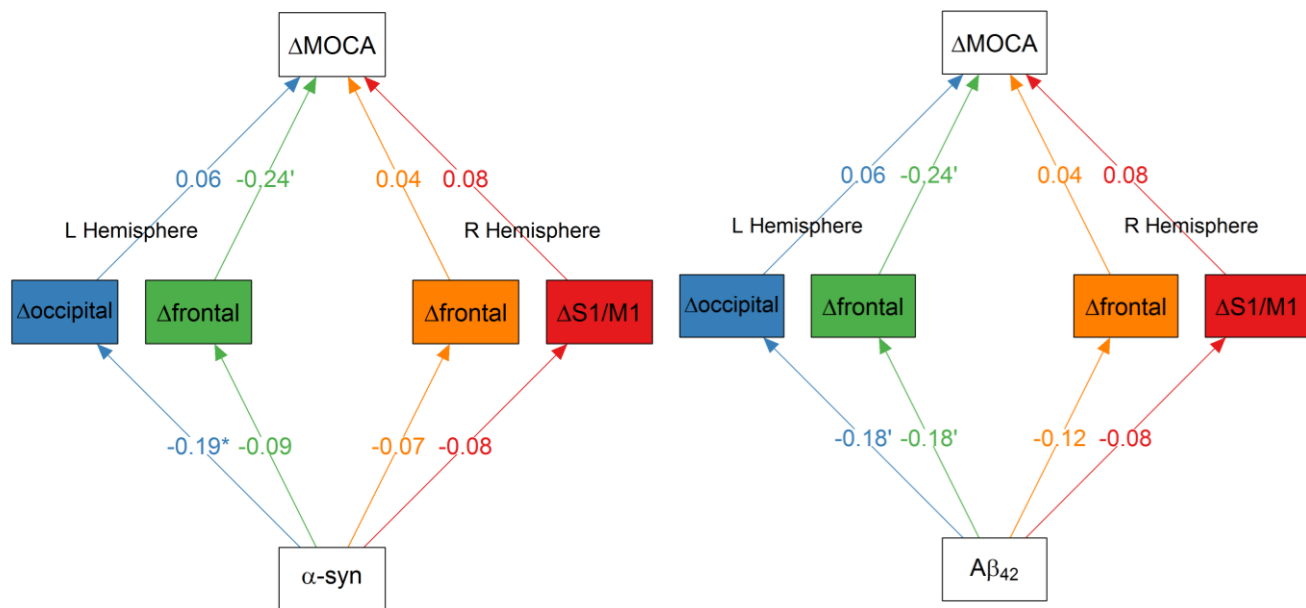 ΔMOCA
0.06 -0.24' 0.04 0.08
L Hemisphere R Hemisphere
Δoccipital Δfrontal Δfrontal ΔS1/M1
-0.19* -0.09 -0.07 -0.08
α-syn
ΔMOCA
0.06 -0.24' 0.04 0.08
L Hemisphere R Hemisphere
Δoccipital Δfrontal Δfrontal ΔS1/M1
-0.18' -0.18' -0.12 -0.08
Aβ₄₂